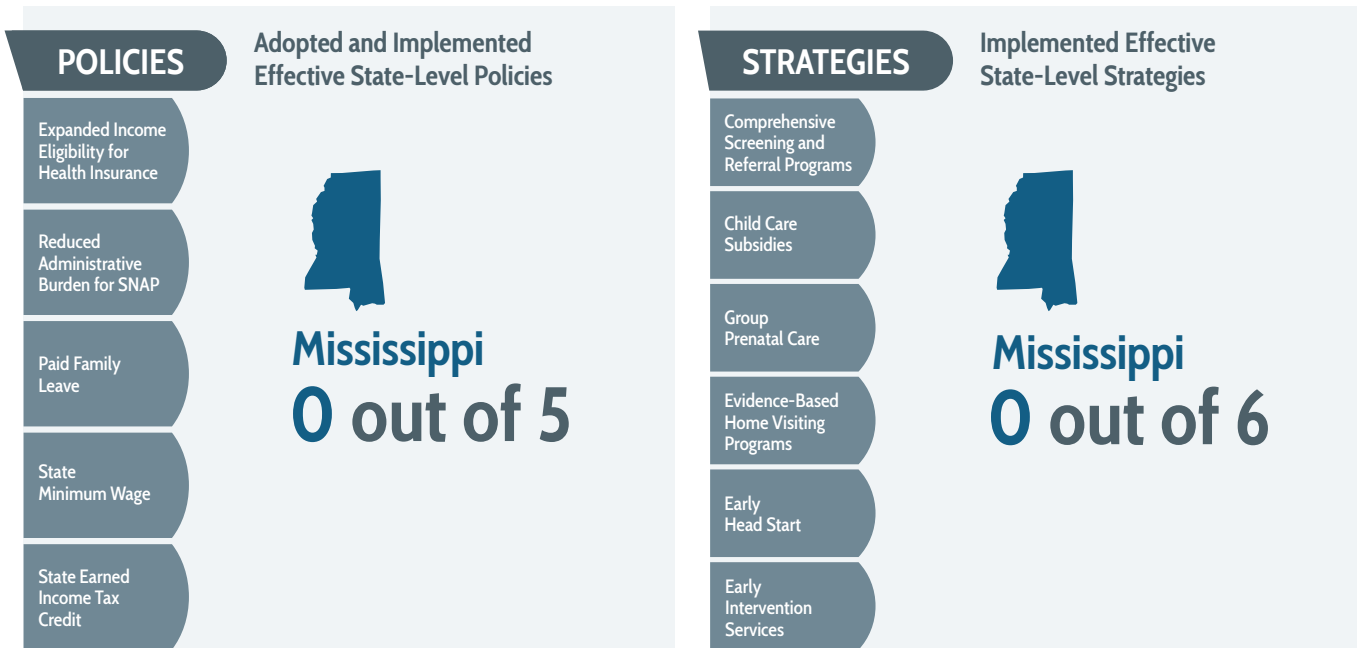 POLICIES
Adopted and Implemented
Effective State-Level Policies
Expanded Income
Eligibility for
Health Insurance
Reduced
Administrative
Burden for SNAP
Paid Family
Leave
State
Minimum Wage
State Earned
Income Tax
Credit
Mississippi
0 out of 5
STRATEGIES
Implemented Effective
State-Level Strategies
Comprehensive
Screening and
Referral Programs
Child Care
Subsidies
Group
Prenatal Care
Evidence-Based
Home Visiting
Programs
Early
Head Start
Early
Intervention
Services
Mississippi
0 out of 6